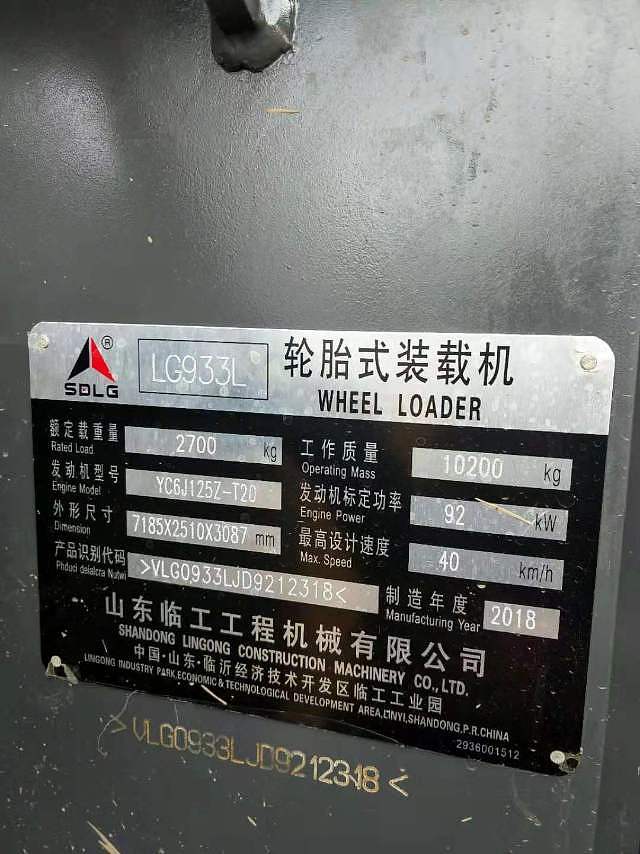 ®
SDLG
LG933L
轮胎式装载机
WHEEL LOADER
额定载重量 2700 kg
Rated Load
工作质量 10200 kg
Operating Mass
发动机型号 YC6J125Z-T20
Engine Model
发动机标定功率 92 kW
Engine Power
外形尺寸 7185X2510X3087 mm
Dimension
最高设计速度 40 km/h
Max. Speed
产品识别代码 >VLG0933LJD9212318<
Phduci delalcra Nutwi
制造年度 2018
Manufacturing Year
山东临工工程机械有限公司
SHANDONG LINGONG CONSTRUCTION MACHINERY CO.,LTD.
中国·山东·临沂经济技术开发区临工工业园
LINGONG INDUSTRY PARK,ECONOMIC & TECHNOLOGICAL DEVELOPMENT AREA,LINYI,SHANDONG,P.R.CHINA
2936001512
>VLG0933LJD9212318<